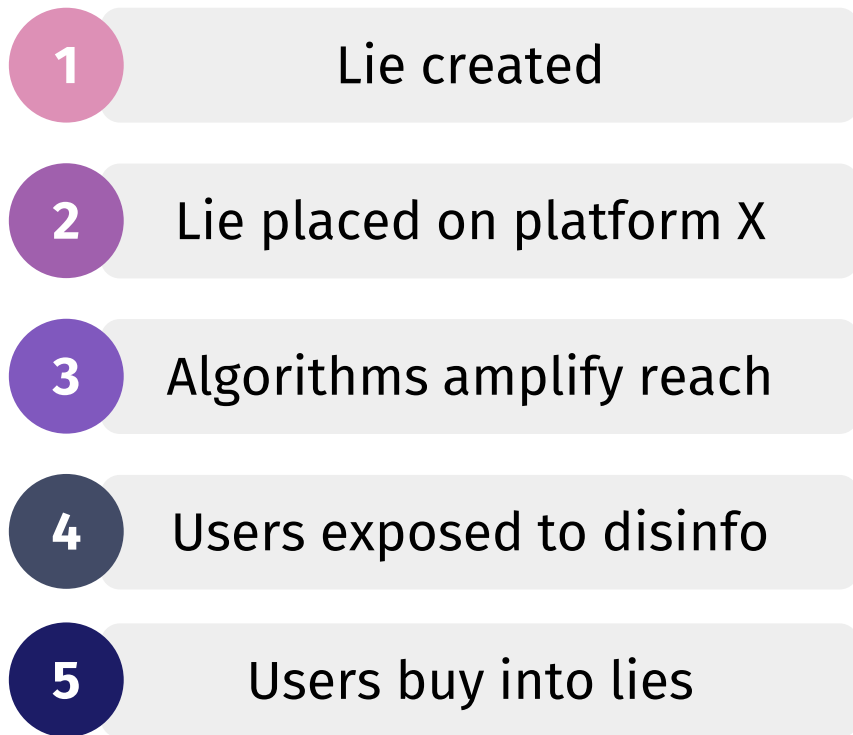 1 Lie created
2 Lie placed on platform X
3 Algorithms amplify reach
4 Users exposed to disinfo
5 Users buy into lies